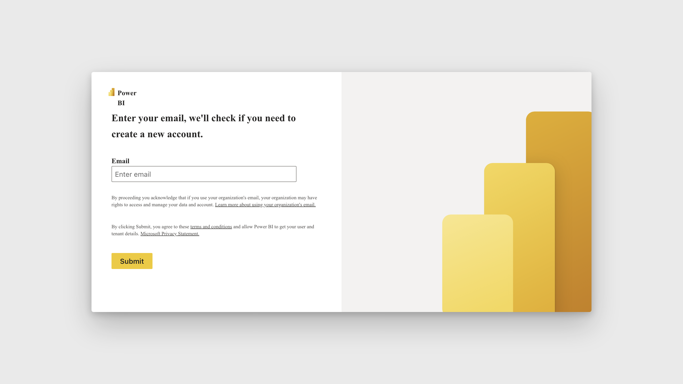 Power
BI
Enter your email, we'll check if you need to
create a new account.
Email
Enter email
By proceeding you acknowledge that if you use your organization's email, your organization may have
rights to access and manage your data and account. Learn more about using your organization's email.
By clicking Submit, you agree to these terms and conditions and allow Power BI to get your user and
tenant details. Microsoft Privacy Statement.
Submit